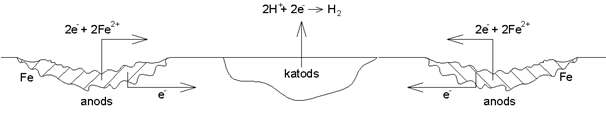 2H⁺+ 2e⁻ → H₂
2e⁻ + 2Fe²⁺
2e⁻ + 2Fe²⁺
Fe
katods
Fe
anods
e⁻
e⁻
anods